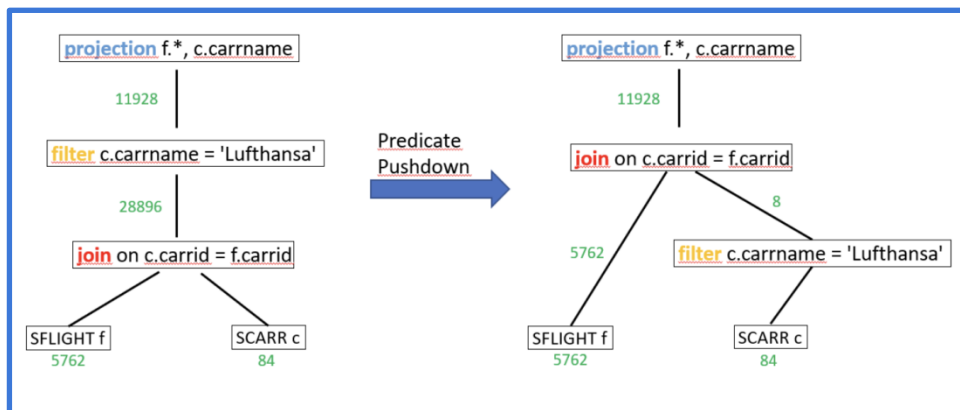 projection f.*, c.carrname
11928
filter c.carrname = 'Lufthansa'
28896
join on c.carrid = f.carrid
SFLIGHT f
5762
SCARR c
84
Predicate
Pushdown
projection f.*, c.carrname
11928
join on c.carrid = f.carrid
8
5762
filter c.carrname = 'Lufthansa'
SFLIGHT f
5762
SCARR c
84